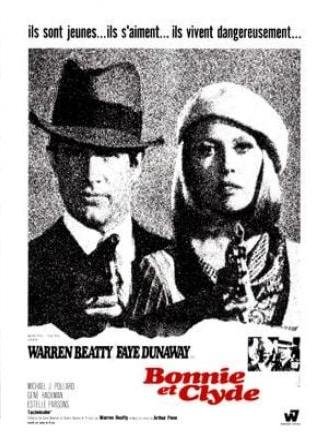 ils sont jeunes...ils s'aiment... ils vivent dangereusement...
WARREN BEATTY FAYE DUNAWAY
Bonnie
et Clyde
MICHAEL J. POLLARD
GENE HACKMAN
ESTELLE PARSONS
Technicolor
Warren Beatty
Arthur Penn
W